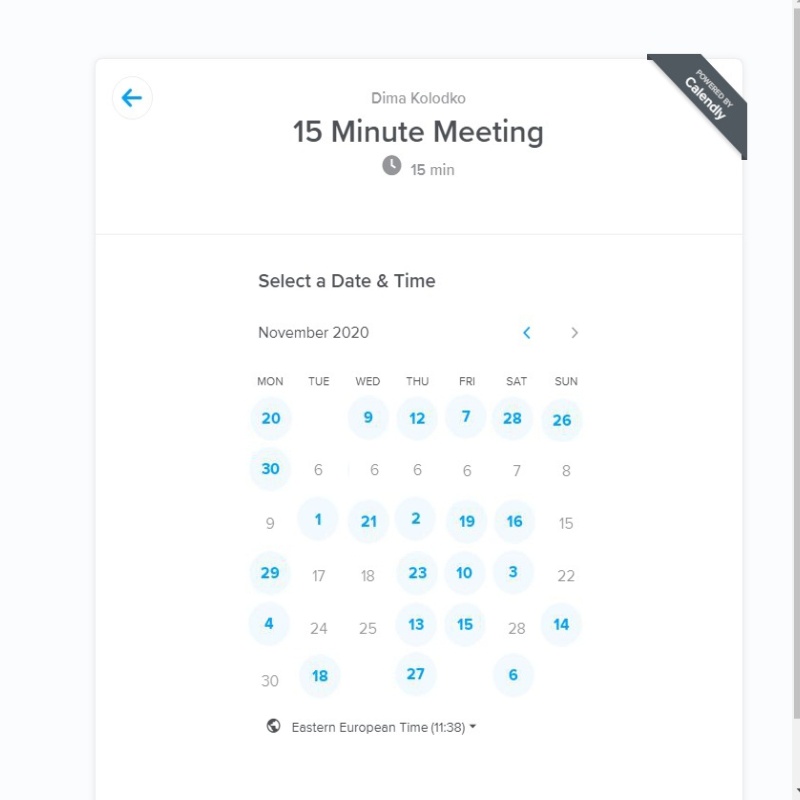 POWERED BY
Calendly
Dima Kolodko
15 Minute Meeting
15 min
Select a Date & Time
November 2020
MON TUE WED THU FRI SAT SUN
20 9 12 7 28 26
30 6 6 6 6 7 8
9 1 21 2 19 16 15
29 17 18 23 10 3 22
4 24 25 13 15 28 14
30 18 27 6
Eastern European Time (11:38)